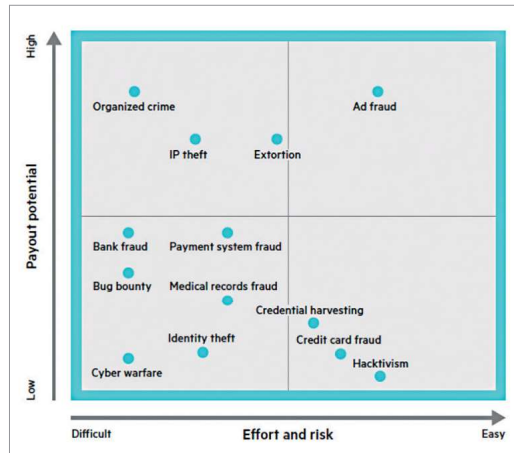 High
Organized crime
Ad fraud
IP theft
Extortion
Payout potential
Bank fraud
Payment system fraud
Bug bounty
Medical records fraud
Credential harvesting
Identity theft
Credit card fraud
Cyber warfare
Hacktivism
Low
Difficult
Effort and risk
Easy